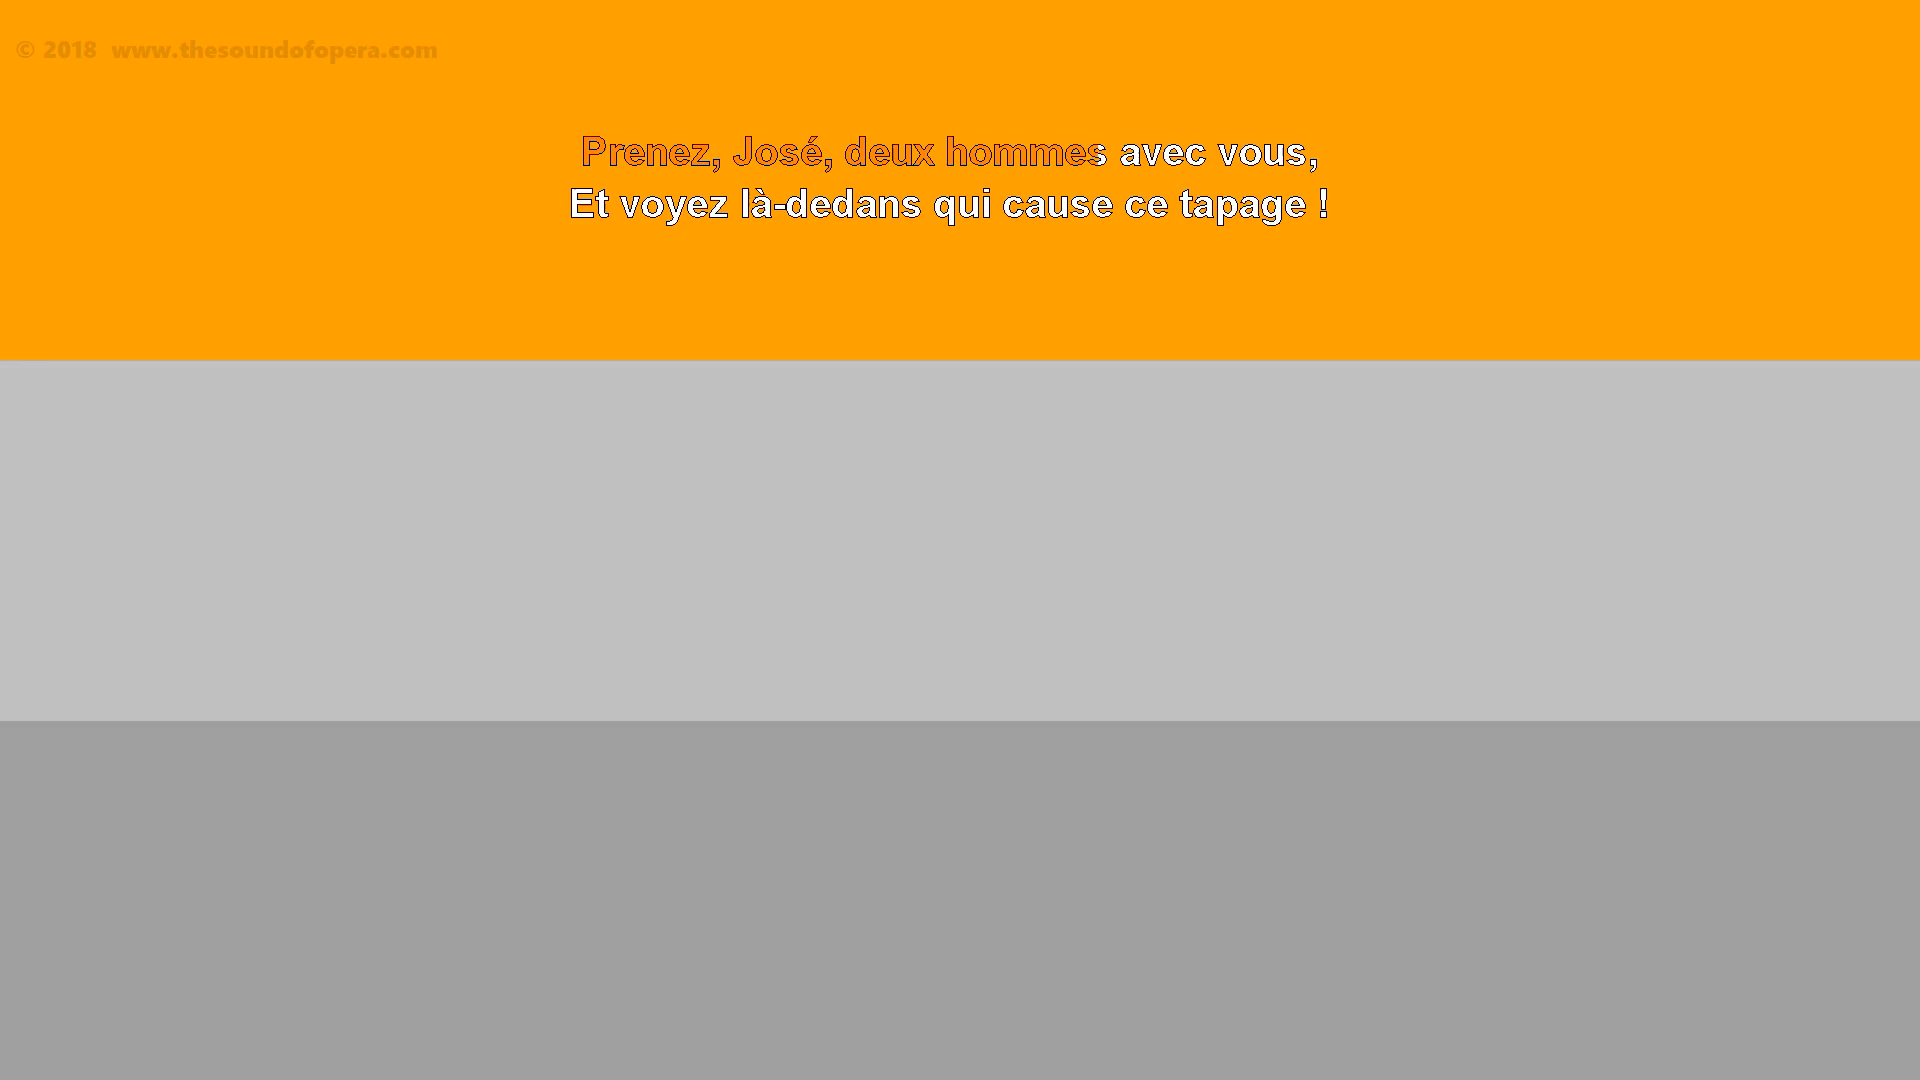 © 2018 www.thesoundofopera.com
Prenez, José, deux hommes avec vous,
Et voyez là-dedans qui cause ce tapage !